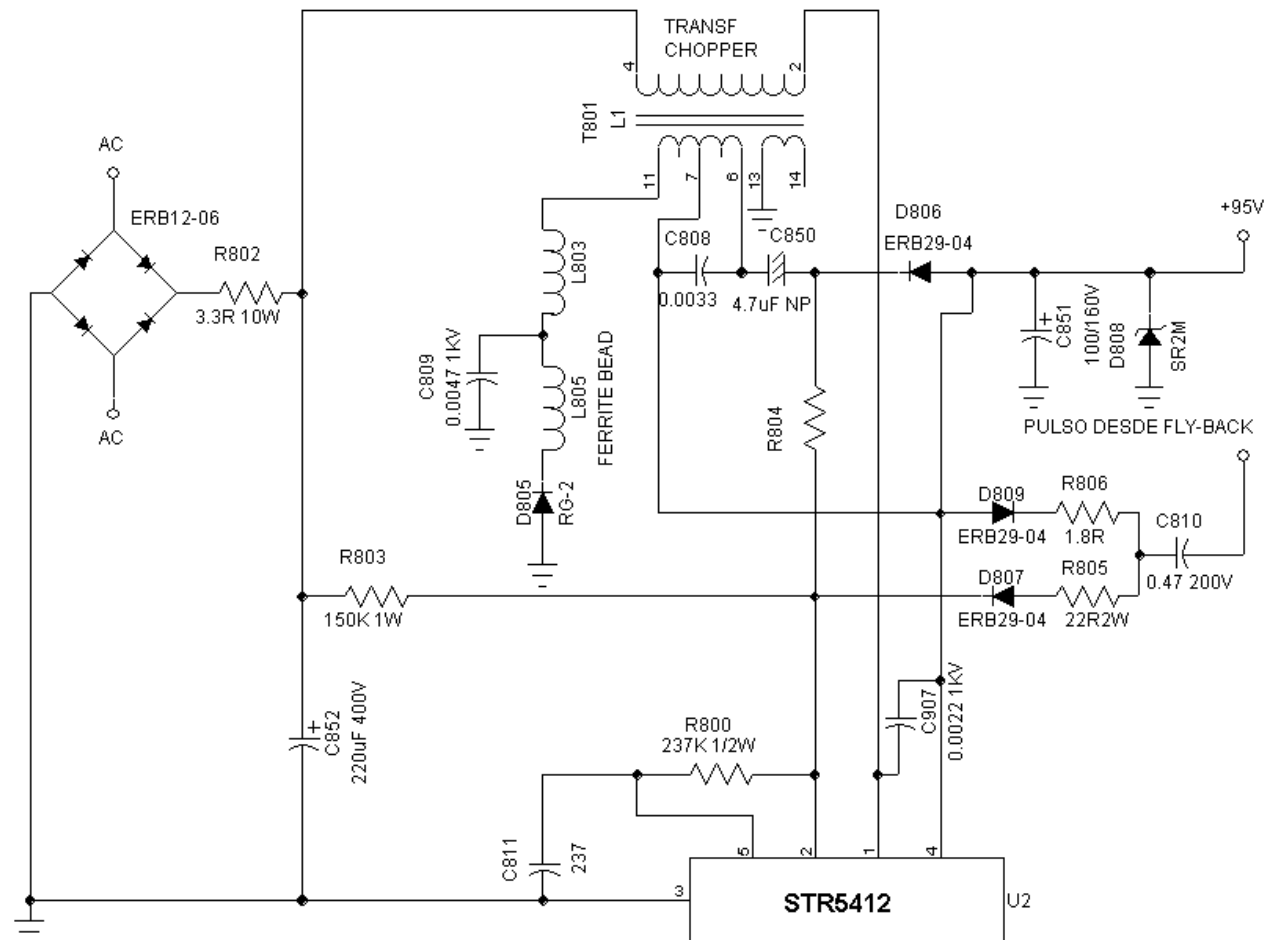 TRANSF
CHOPPER
4
2
T801
L1
AC
ERB12-06
R802
3.3R 10W
AC
11
7
6
13
14
L803
C808
0.0033
C850
4.7uF NP
D806
ERB29-04
+95V
C851
100/160V
D808
SR2M
C809
0.0047 1KV
L805
FERRITE BEAD
R804
PULSO DESDE FLY-BACK
D805
RG-2
D809
ERB29-04
R806
1.8R
C810
0.47 200V
R803
150K 1W
D807
ERB29-04
R805
22R2W
C852
220uF 400V
+
+
R800
237K 1/2W
C907
0.0022 1KV
C811
237
5
2
1
4
3
STR5412
U2